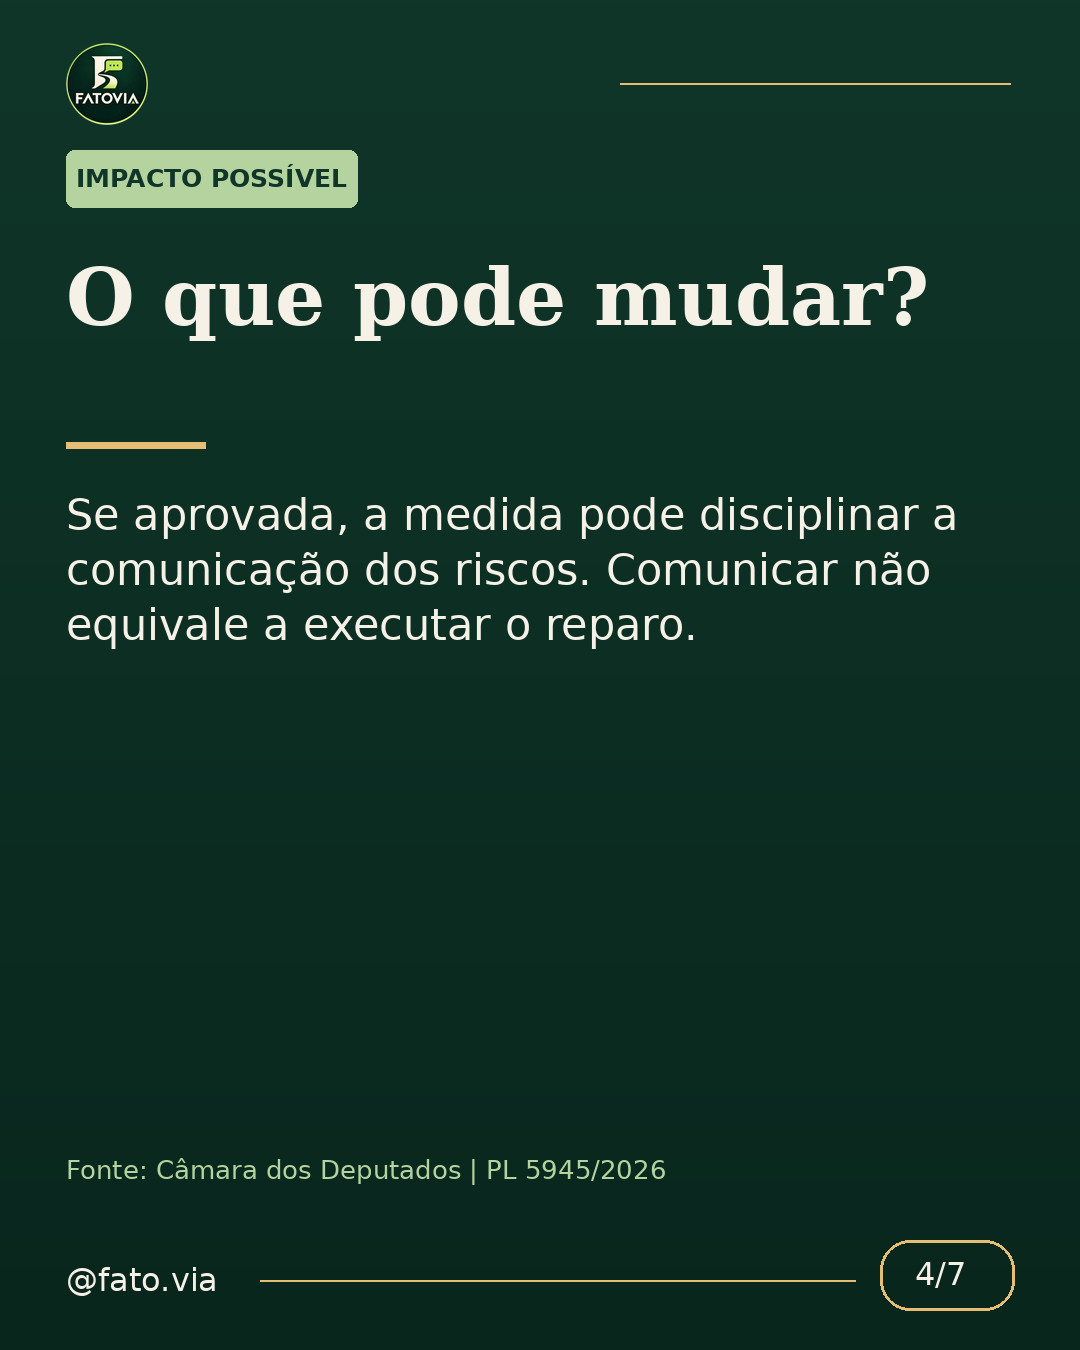 FATOVIA
IMPACTO POSSÍVEL
O que pode mudar?
Se aprovada, a medida pode disciplinar a
comunicação dos riscos. Comunicar não
equivale a executar o reparo.
Fonte: Câmara dos Deputados | PL 5945/2026
@fato.via
4/7